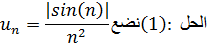 الحل :(1)نضع u_n = |sin(n)| / n^2